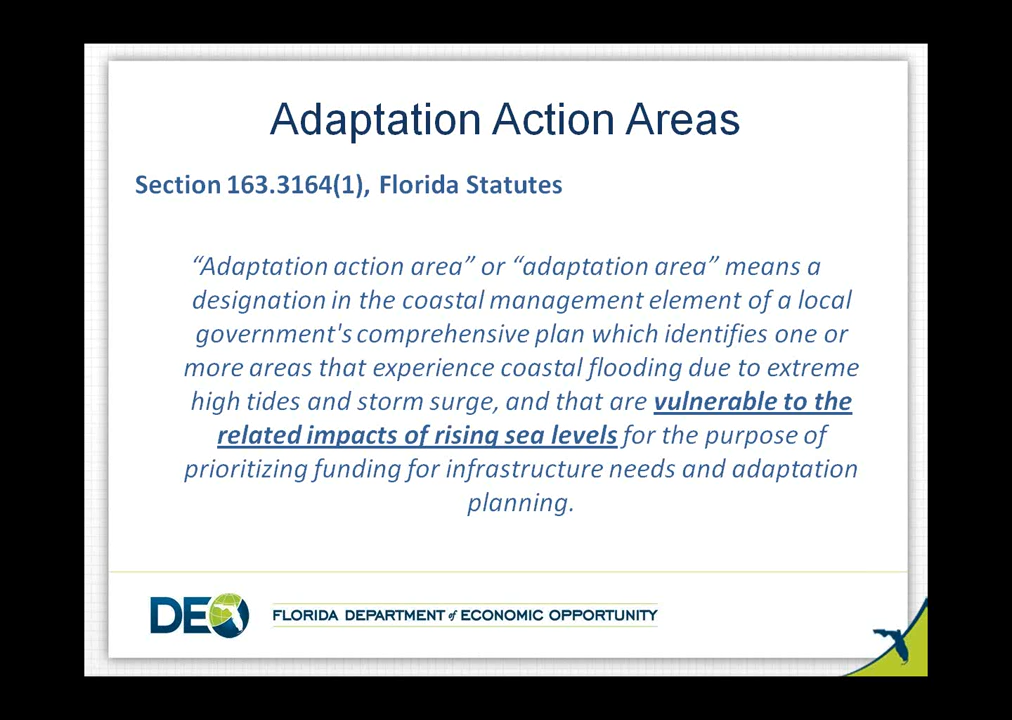 Adaptation Action Areas
Section 163.3164(1), Florida Statutes
“Adaptation action area” or “adaptation area” means a
designation in the coastal management element of a local
government's comprehensive plan which identifies one or
more areas that experience coastal flooding due to extreme
high tides and storm surge, and that are vulnerable to the
related impacts of rising sea levels for the purpose of
prioritizing funding for infrastructure needs and adaptation
planning.
DEO
FLORIDA DEPARTMENT of ECONOMIC OPPORTUNITY